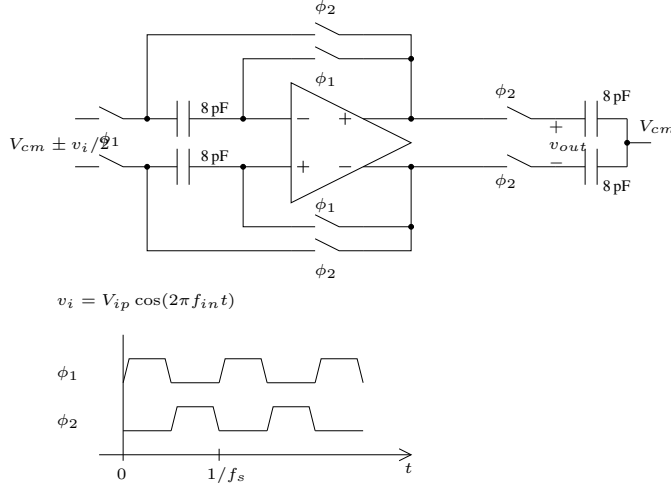 ϕ2
ϕ1
8 pF
− +
ϕ2
8 pF
Vcm ± vi/2
ϕ1
8 pF
+
vout
−
Vcm
+ −
ϕ2
8 pF
ϕ1
ϕ2
vi = Vip cos(2πfint)
ϕ1
ϕ2
0
1/fs
t